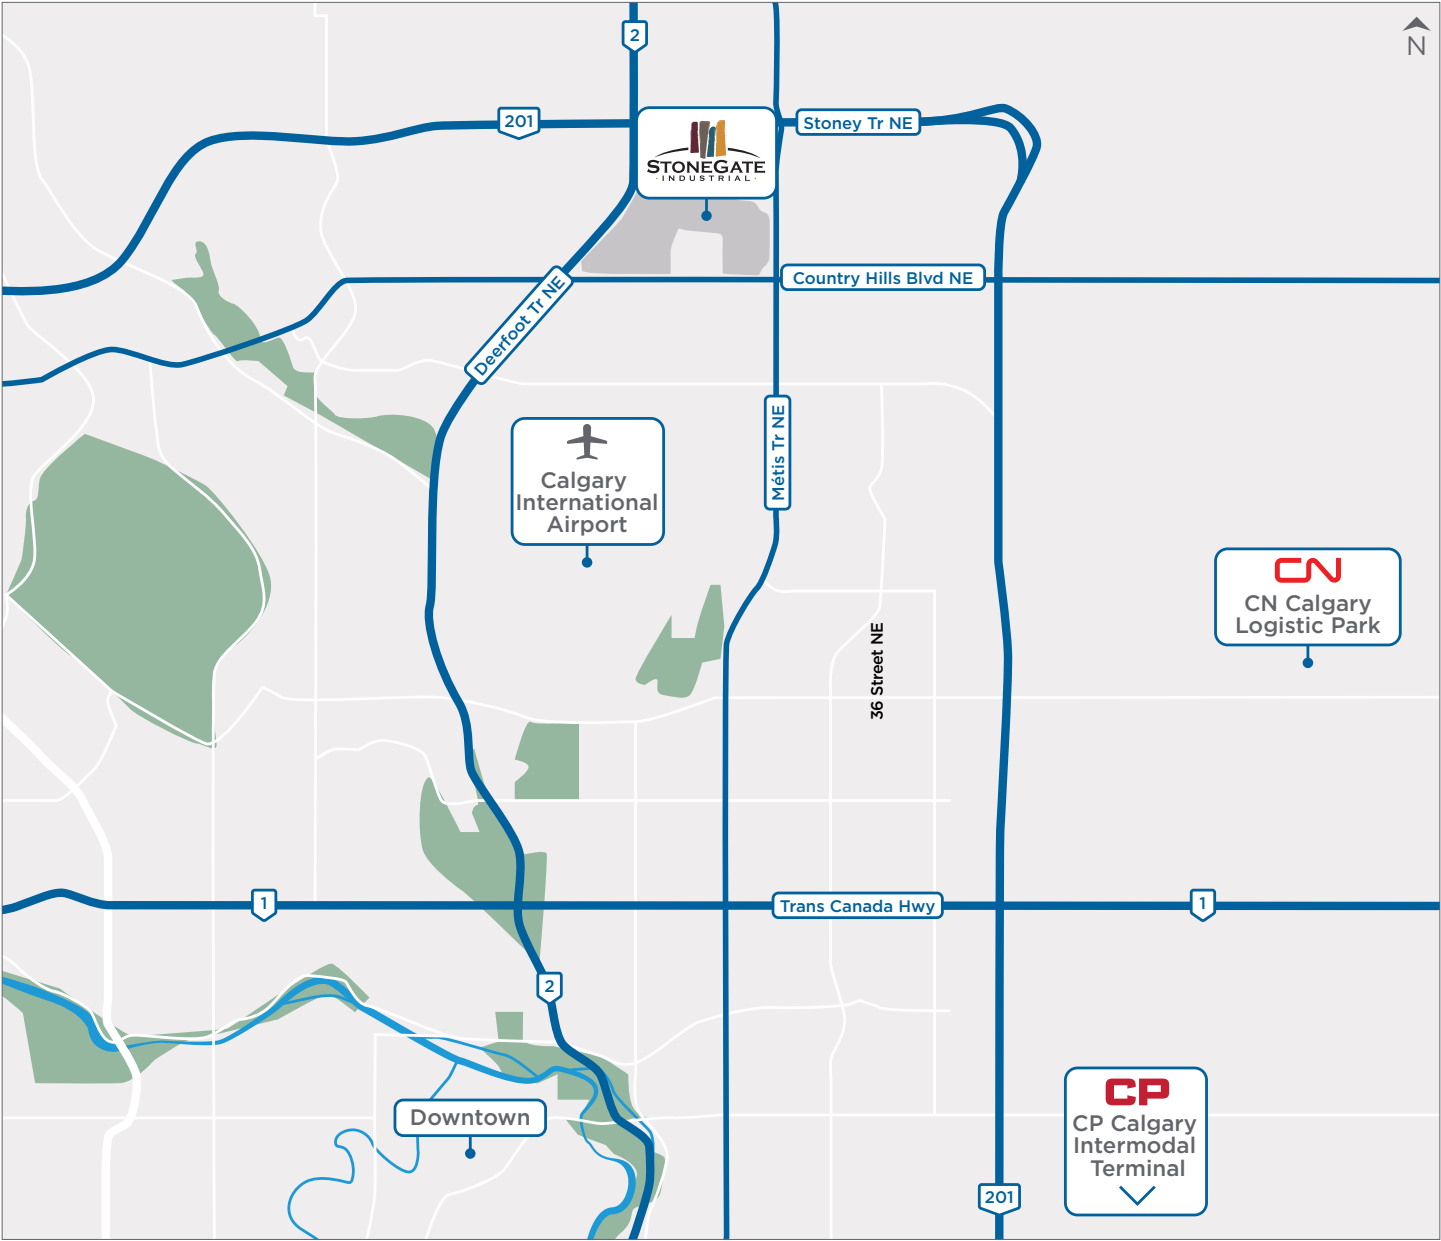 2
N
201
STONEGATE
·INDUSTRIAL·
Stoney Tr NE
Country Hills Blvd NE
Deerfoot Tr NE
Métis Tr NE
Calgary
International
Airport
CN
CN Calgary
Logistic Park
36 Street NE
1
Trans Canada Hwy
1
2
Downtown
CP
CP Calgary
Intermodal
Terminal
201